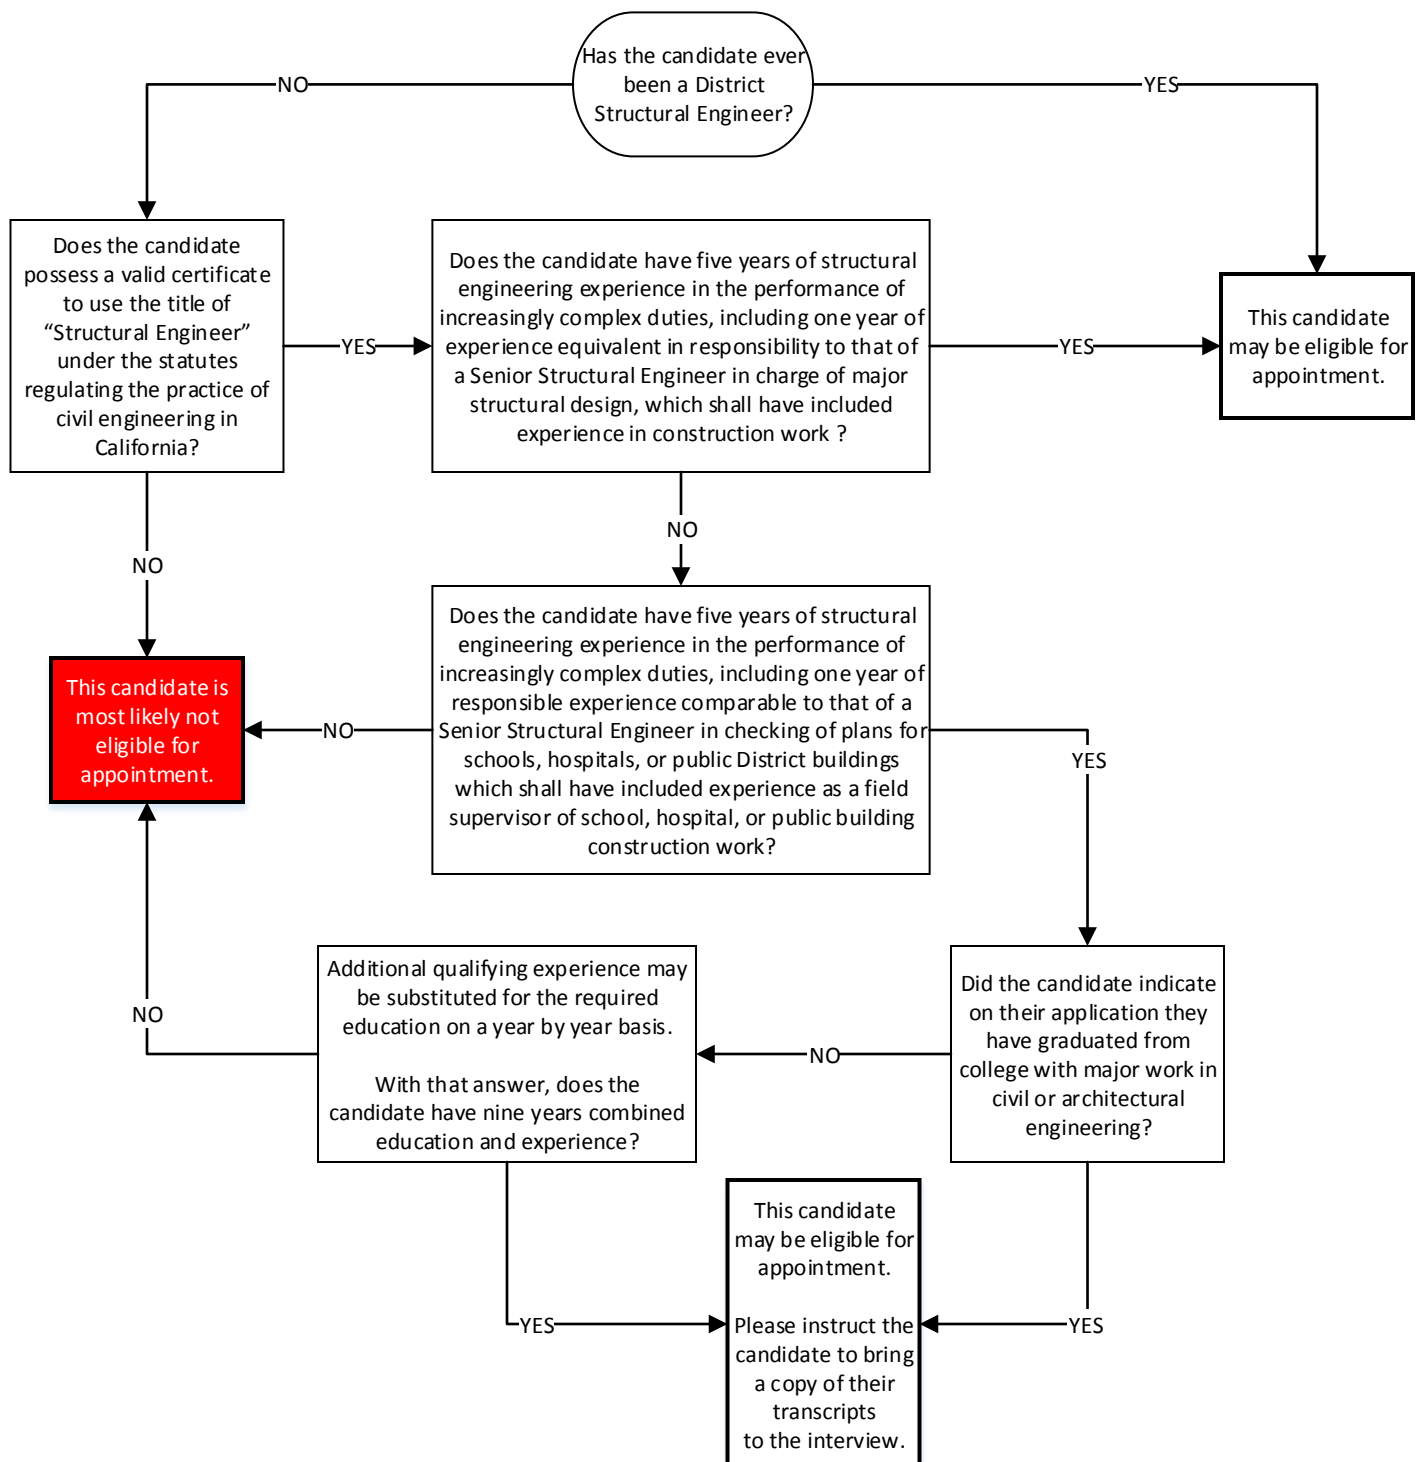 Has the candidate ever
been a District
Structural Engineer?
NO
YES
Does the candidate
possess a valid certificate
to use the title of
“Structural Engineer”
under the statutes
regulating the practice of
civil engineering in
California?
YES
Does the candidate have five years of structural
engineering experience in the performance of
increasingly complex duties, including one year of
experience equivalent in responsibility to that of
a Senior Structural Engineer in charge of major
structural design, which shall have included
experience in construction work ?
YES
This candidate
may be eligible for
appointment.
NO
NO
Does the candidate have five years of structural
engineering experience in the performance of
increasingly complex duties, including one year of
responsible experience comparable to that of a
Senior Structural Engineer in checking of plans for
schools, hospitals, or public District buildings
which shall have included experience as a field
supervisor of school, hospital, or public building
construction work?
This candidate is
most likely not
eligible for
appointment.
NO
YES
Additional qualifying experience may
be substituted for the required
education on a year by year basis.
With that answer, does the
candidate have nine years combined
education and experience?
NO
NO
Did the candidate indicate
on their application they
have graduated from
college with major work in
civil or architectural
engineering?
This candidate
may be eligible for
appointment.
Please instruct the
candidate to bring
a copy of their
transcripts
to the interview.
YES
YES